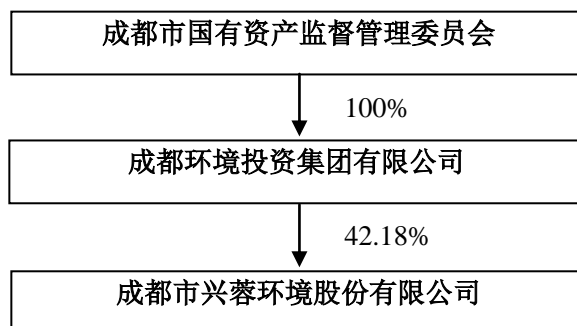 成都市国有资产监督管理委员会
100%
成都环境投资集团有限公司
42.18%
成都市兴蓉环境股份有限公司